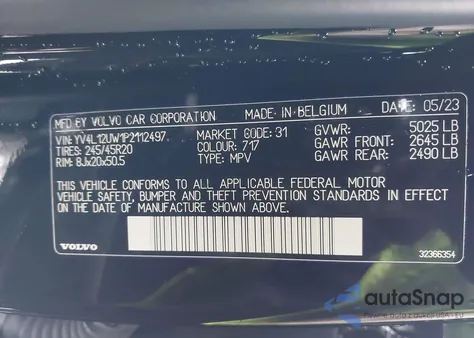 MFD BY VOLVO CAR CORPORATION MADE IN BELGIUM DATE: 05/23
VIN: YV4L12UW1P2112497 MARKET CODE: 31 GVWR: 5025 LB
TIRES: 245/45R20 COLOUR: 717 GAWR FRONT: 2645 LB
RIM: 8Jx20x50.5 TYPE: MPV GAWR REAR: 2490 LB
THIS VEHICLE CONFORMS TO ALL APPLICABLE FEDERAL MOTOR
VEHICLE SAFETY, BUMPER AND THEFT PREVENTION STANDARDS IN EFFECT
ON THE DATE OF MANUFACTURE SHOWN ABOVE.
VOLVO 32366354
autoSnap